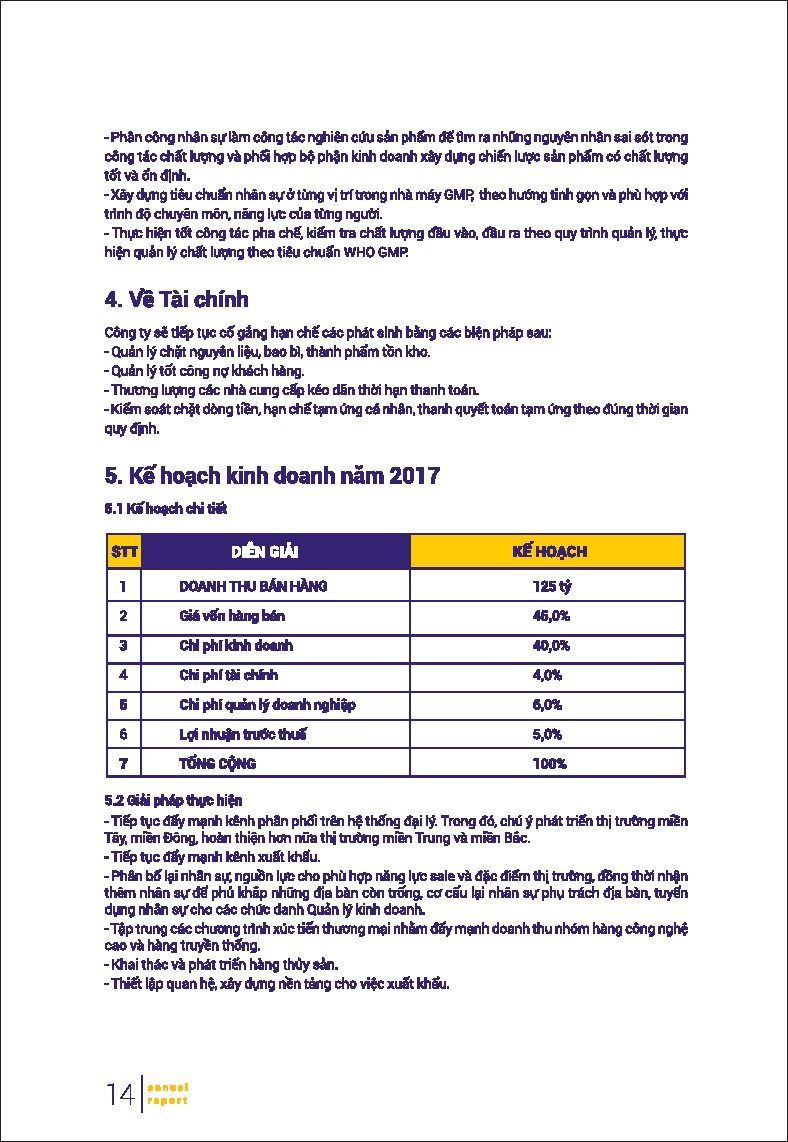 - Phân công nhân sự làm công tác nghiên cứu sản phẩm để tìm ra những nguyên nhân sai sót trong
công tác chất lượng và phối hợp bộ phận kinh doanh xây dựng chiến lược sản phẩm có chất lượng
tốt và ổn định.
- Xây dựng tiêu chuẩn nhân sự ở từng vị trí trong nhà máy GMP, theo hướng tinh gọn và phù hợp với
trình độ chuyên môn, năng lực của từng người.
- Thực hiện tốt công tác pha chế, kiểm tra chất lượng đầu vào, đầu ra theo quy trình quản lý, thực
hiện quản lý chất lượng theo tiêu chuẩn WHO GMP.
4. Về Tài chính
Công ty sẽ tiếp tục cố gắng hạn chế các phát sinh bằng các biện pháp sau:
- Quản lý chặt nguyên liệu, bao bì, thành phẩm tồn kho.
- Quản lý tốt công nợ khách hàng.
- Thương lượng các nhà cung cấp kéo dãn thời hạn thanh toán.
- Kiểm soát chặt dòng tiền, hạn chế tạm ứng cá nhân, thanh quyết toán tạm ứng theo đúng thời gian
quy định.
5. Kế hoạch kinh doanh năm 2017
5.1 Kế hoạch chi tiết
STT DIỄN GIẢI KẾ HOẠCH
1 DOANH THU BÁN HÀNG 125 tỷ
2 Giá vốn hàng bán 45,0%
3 Chi phí kinh doanh 40,0%
4 Chi phí tài chính 4,0%
5 Chi phí quản lý doanh nghiệp 6,0%
6 Lợi nhuận trước thuế 5,0%
7 TỔNG CỘNG 100%
5.2 Giải pháp thực hiện
- Tiếp tục đẩy mạnh kênh phân phối trên hệ thống đại lý. Trong đó, chú ý phát triển thị trường miền
Tây, miền Đông, hoàn thiện hơn nữa thị trường miền Trung và miền Bắc.
- Tiếp tục đẩy mạnh kênh xuất khẩu.
- Phân bổ lại nhân sự, nguồn lực cho phù hợp năng lực sale và đặc điểm thị trường, đồng thời nhận
thêm nhân sự để phủ khắp những địa bàn còn trống, cơ cấu lại nhân sự phụ trách địa bàn, tuyển
dụng nhân sự cho các chức danh Quản lý kinh doanh.
- Tập trung các chương trình xúc tiến thương mại nhằm đẩy mạnh doanh thu nhóm hàng công nghệ
cao và hàng truyền thống.
- Khai thác và phát triển hàng thủy sản.
- Thiết lập quan hệ, xây dựng nền tảng cho việc xuất khẩu.
14 annual
report